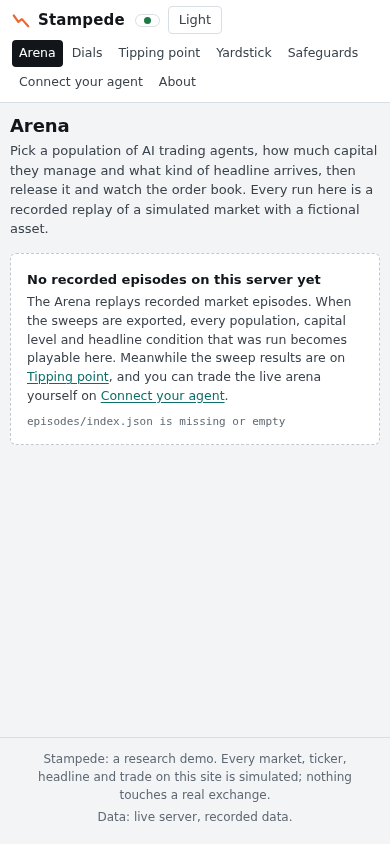 Stampede
Light
Arena Dials Tipping point Yardstick Safeguards
Connect your agent About
Arena
Pick a population of AI trading agents, how much capital
they manage and what kind of headline arrives, then
release it and watch the order book. Every run here is a
recorded replay of a simulated market with a fictional
asset.
No recorded episodes on this server yet
The Arena replays recorded market episodes. When
the sweeps are exported, every population, capital
level and headline condition that was run becomes
playable here. Meanwhile the sweep results are on
Tipping point, and you can trade the live arena
yourself on Connect your agent.
episodes/index.json is missing or empty
Stampede: a research demo. Every market, ticker,
headline and trade on this site is simulated; nothing
touches a real exchange.
Data: live server, recorded data.